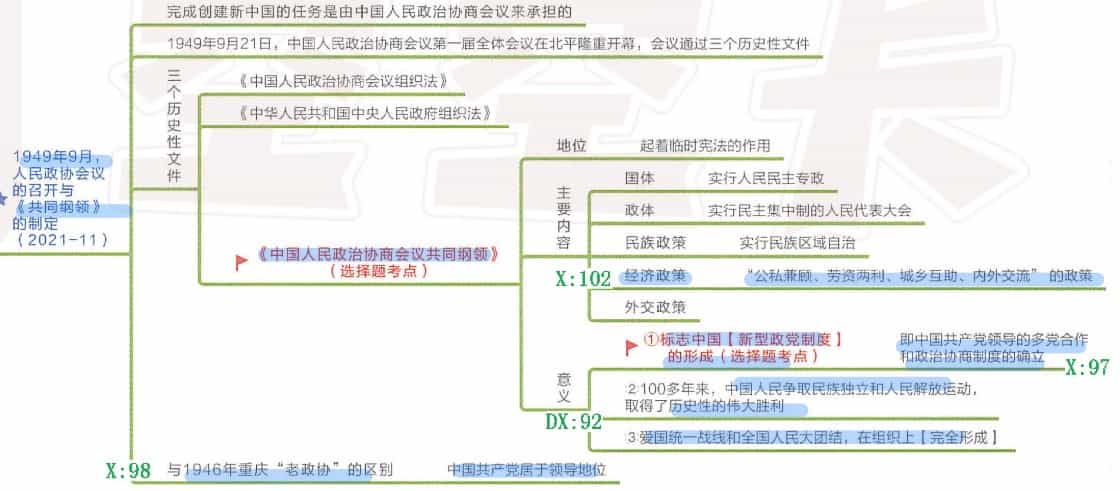 完成创建新中国的任务是由中国人民政治协商会议来承担的
1949年9月21日，中国人民政治协商会议第一届全体会议在北平隆重开幕，会议通过三个历史性文件
三个历史性文件
《中国人民政治协商会议组织法》
《中华人民共和国中央人民政府组织法》
1949年9月，
人民政协会议
的召开与
《共同纲领》
的制定
（2021-11）
《中国人民政治协商会议共同纲领》
（选择题考点）
地位
起着临时宪法的作用
主要内容
国体
实行人民民主专政
政体
实行民主集中制的人民代表大会
民族政策
实行民族区域自治
X:102
经济政策
“公私兼顾、劳资两利、城乡互助、内外交流”的政策
外交政策
意义
①标志中国【新型政党制度】
的形成（选择题考点）
即中国共产党领导的多党合作
和政治协商制度的确立
X:97
2:100多年来，中国人民争取民族独立和人民解放运动，
取得了历史性的伟大胜利
DX:92
3:爱国统一战线和全国人民大团结，在组织上【完全形成】
X:98
与1946年重庆“老政协”的区别
中国共产党居于领导地位